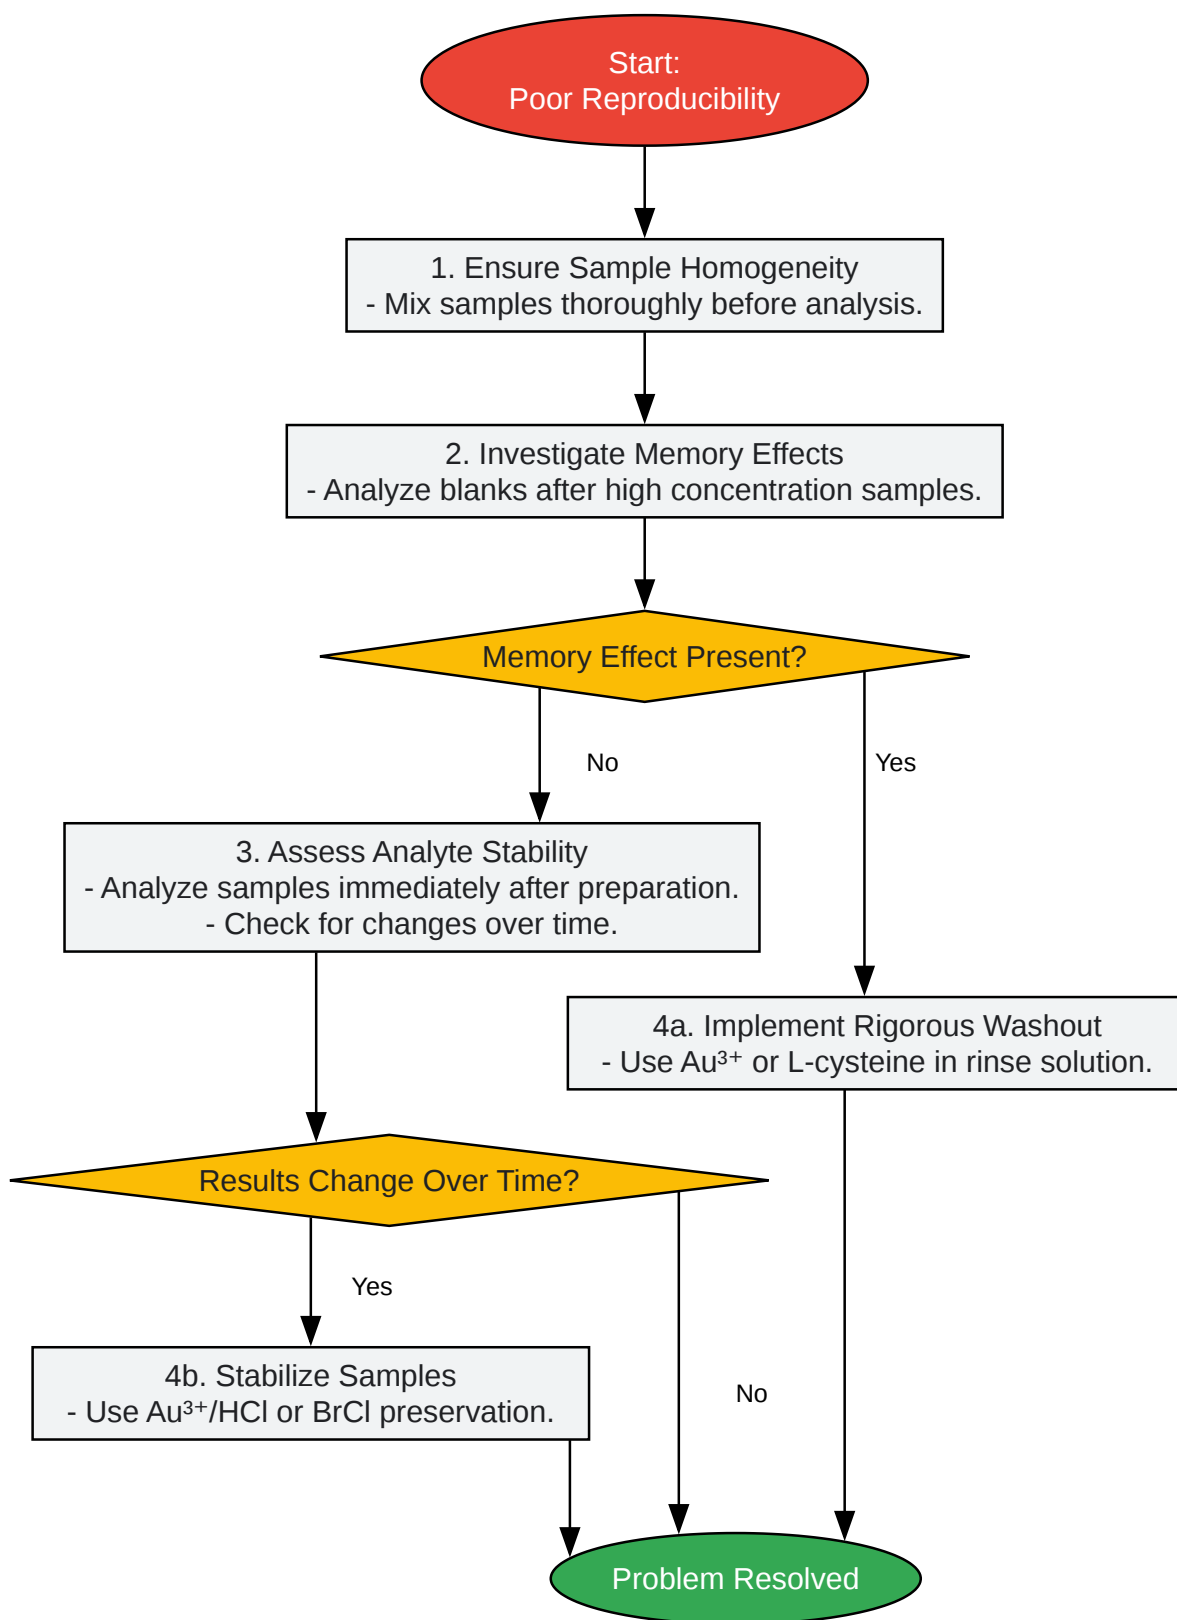 Start:
Poor Reproducibility
1. Ensure Sample Homogeneity
- Mix samples thoroughly before analysis.
2. Investigate Memory Effects
- Analyze blanks after high concentration samples.
Memory Effect Present?
No
Yes
3. Assess Analyte Stability
- Analyze samples immediately after preparation.
- Check for changes over time.
4a. Implement Rigorous Washout
- Use Au³⁺ or L-cysteine in rinse solution.
Results Change Over Time?
Yes
4b. Stabilize Samples
- Use Au³⁺/HCl or BrCl preservation.
No
Problem Resolved